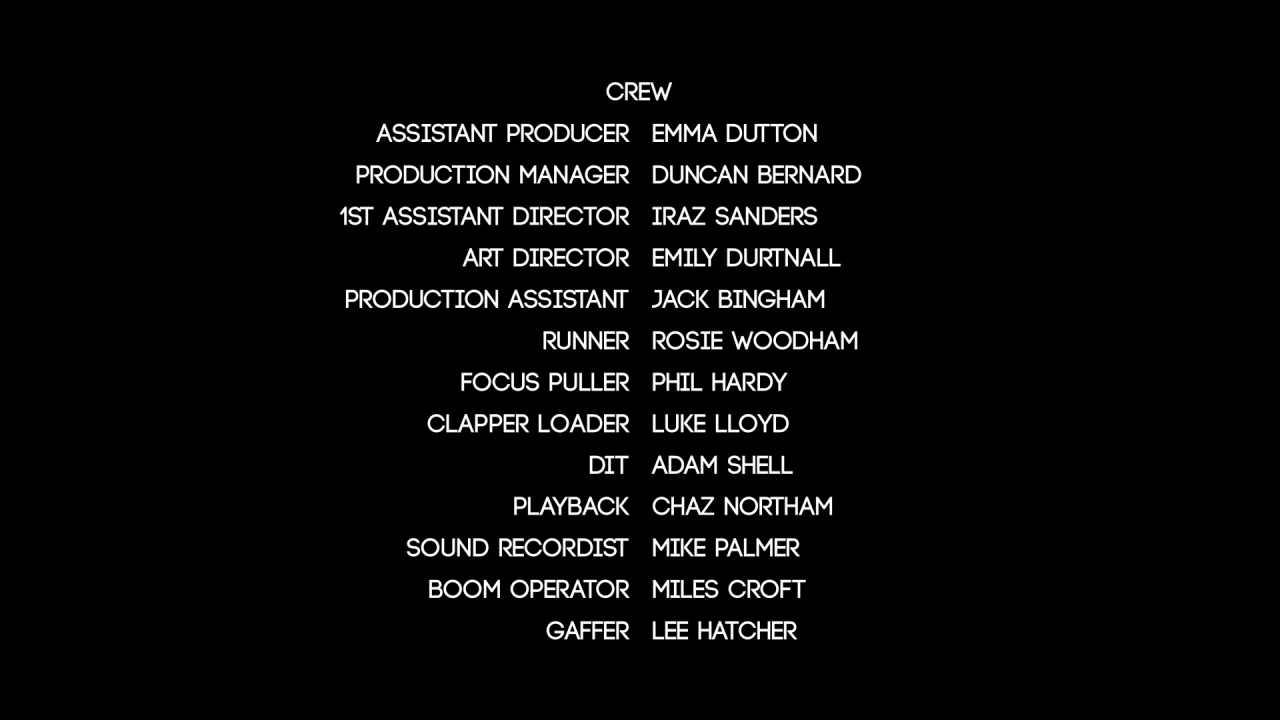 CREW
ASSISTANT PRODUCER EMMA DUTTON
PRODUCTION MANAGER DUNCAN BERNARD
1ST ASSISTANT DIRECTOR IRAZ SANDERS
ART DIRECTOR EMILY DURTNALL
PRODUCTION ASSISTANT JACK BINGHAM
RUNNER ROSIE WOODHAM
FOCUS PULLER PHIL HARDY
CLAPPER LOADER LUKE LLOYD
DIT ADAM SHELL
PLAYBACK CHAZ NORTHAM
SOUND RECORDIST MIKE PALMER
BOOM OPERATOR MILES CROFT
GAFFER LEE HATCHER